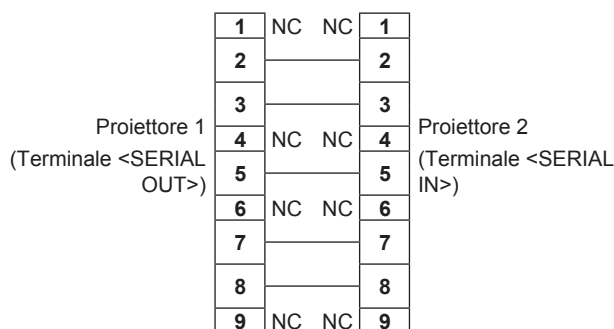 1 NC NC 1
2 2
3 3
Proiettore 1
(Terminale <SERIAL
OUT>)
4 NC NC 4
5 5
6 NC NC 6
7 7
8 8
9 NC NC 9
Proiettore 2
(Terminale <SERIAL
IN>)